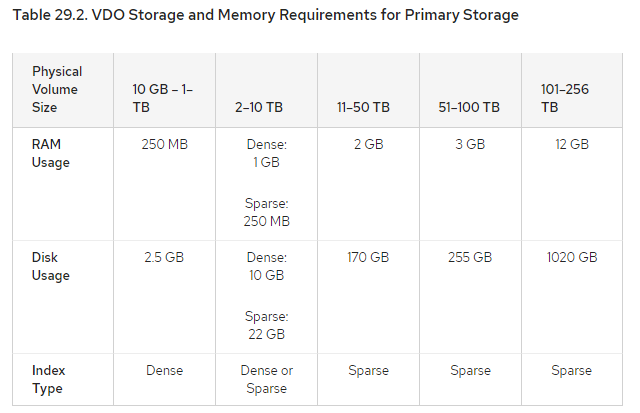 Table 29.2. VDO Storage and Memory Requirements for Primary Storage
Physical
Volume
Size
10 GB – 1-
TB
2–10 TB
11–50 TB
51–100 TB
101–256
TB
RAM
Usage
250 MB
Dense:
1 GB
Sparse:
250 MB
2 GB
3 GB
12 GB
Disk
Usage
2.5 GB
Dense:
10 GB
Sparse:
22 GB
170 GB
255 GB
1020 GB
Index
Type
Dense
Dense or
Sparse
Sparse
Sparse
Sparse